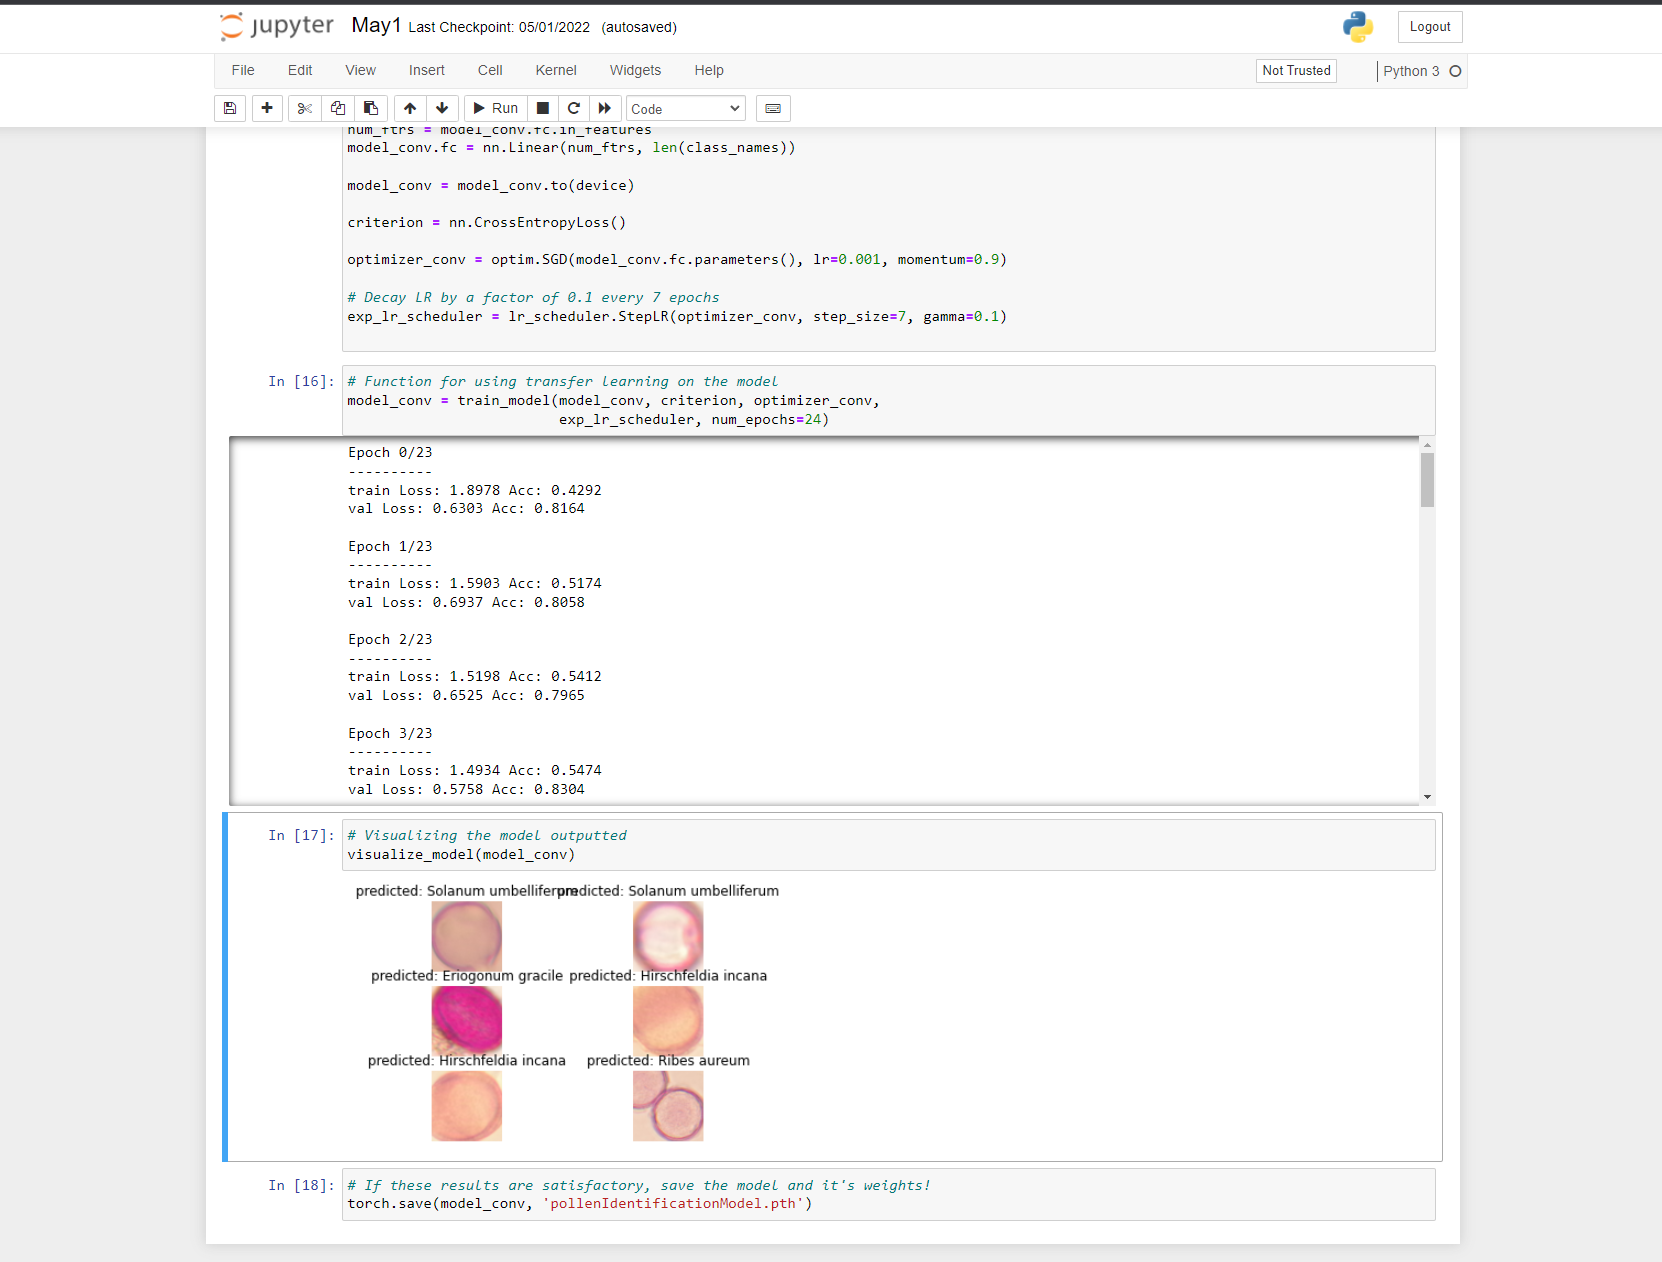 jupyter May1 Last Checkpoint: 05/01/2022 (autosaved)
Logout
File Edit View Insert Cell Kernel Widgets Help
Not Trusted
Python 3
Run
Code
num_ftrs = model_conv.fc.in_features
model_conv.fc = nn.Linear(num_ftrs, len(class_names))
model_conv = model_conv.to(device)
criterion = nn.CrossEntropyLoss()
optimizer_conv = optim.SGD(model_conv.fc.parameters(), lr=0.001, momentum=0.9)
# Decay LR by a factor of 0.1 every 7 epochs
exp_lr_scheduler = lr_scheduler.StepLR(optimizer_conv, step_size=7, gamma=0.1)
In [16]: # Function for using transfer learning on the model
model_conv = train_model(model_conv, criterion, optimizer_conv,
exp_lr_scheduler, num_epochs=24)
Epoch 0/23
----------
train Loss: 1.8978 Acc: 0.4292
val Loss: 0.6303 Acc: 0.8164
Epoch 1/23
----------
train Loss: 1.5903 Acc: 0.5174
val Loss: 0.6937 Acc: 0.8058
Epoch 2/23
----------
train Loss: 1.5198 Acc: 0.5412
val Loss: 0.6525 Acc: 0.7965
Epoch 3/23
----------
train Loss: 1.4934 Acc: 0.5474
val Loss: 0.5758 Acc: 0.8304
In [17]: # Visualizing the model outputted
visualize_model(model_conv)
predicted: Solanum umbelliferum predicted: Solanum umbelliferum
predicted: Eriogonum gracile predicted: Hirschfeldia incana
predicted: Hirschfeldia incana predicted: Ribes aureum
In [18]: # If these results are satisfactory, save the model and it's weights!
torch.save(model_conv, 'pollenIdentificationModel.pth')